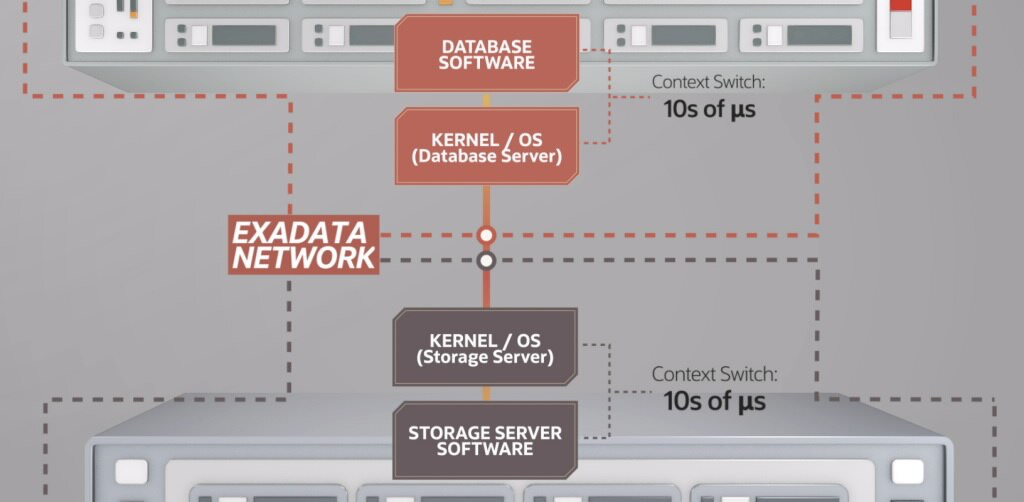 DATABASE
SOFTWARE
Context Switch:
10s of µs
KERNEL / OS
(Database Server)
EXADATA
NETWORK
KERNEL / OS
(Storage Server)
Context Switch:
10s of µs
STORAGE SERVER
SOFTWARE